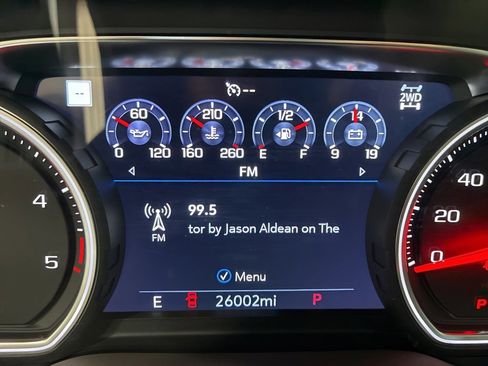 --
--
2WD
60
0 120
210
160 260
1/2
E F
14
9 19
FM
99.5
FM
tor by Jason Aldean on The
Menu
E 26002mi P
4
5
40
20
0
P